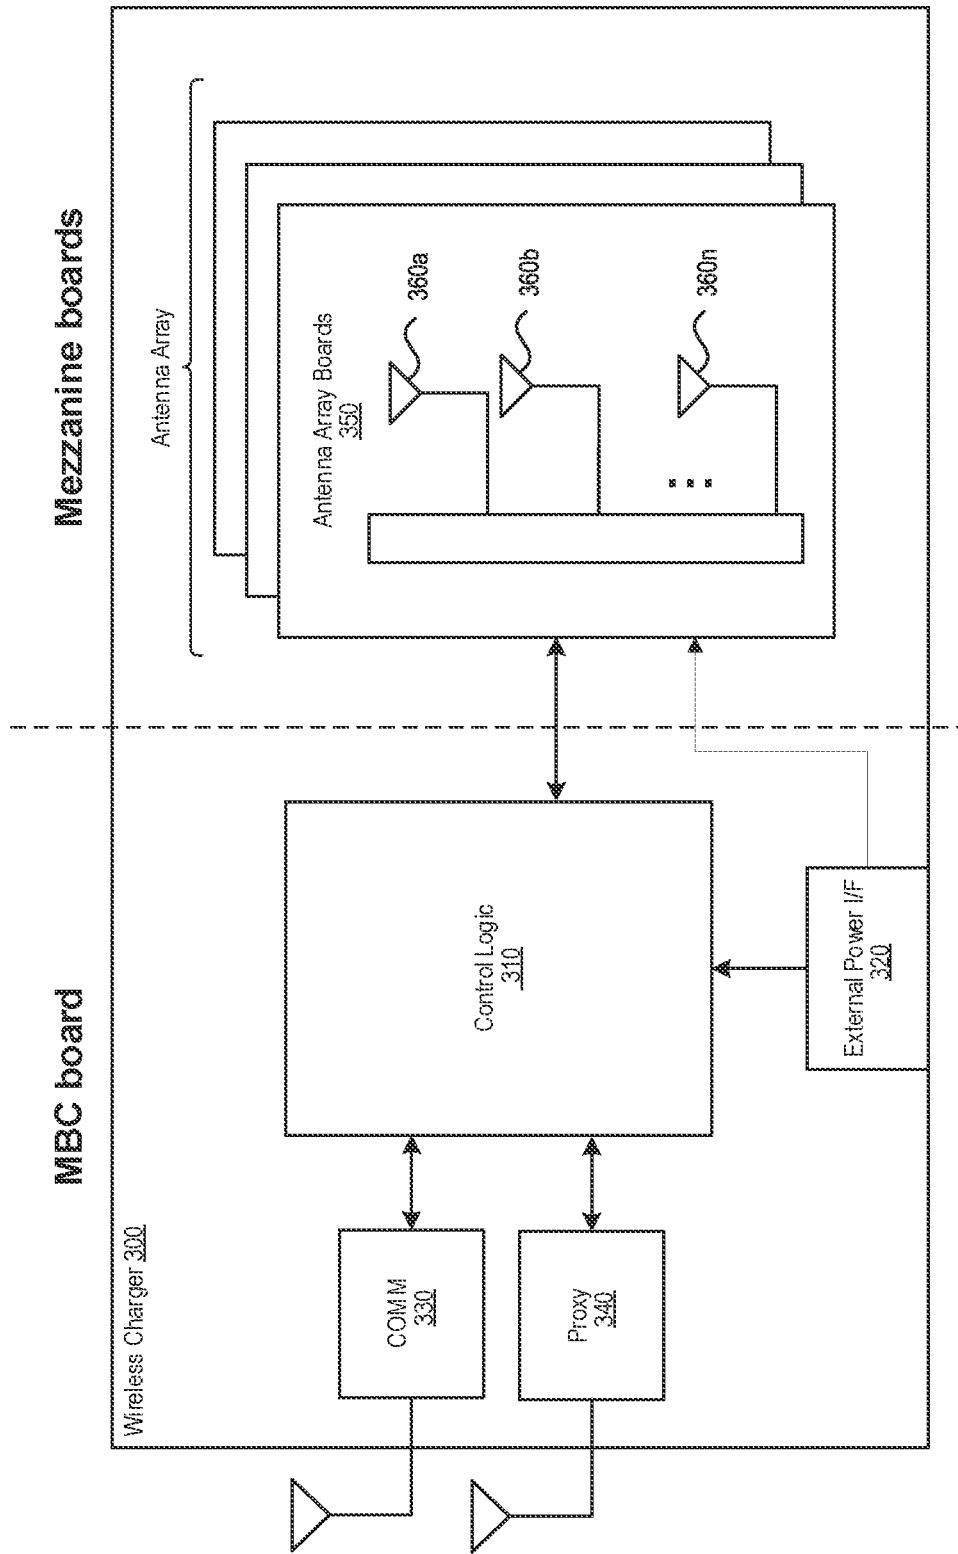 MBC board
Mezzanine boards
Wireless Charger 300
Antenna Array
COMM
330
Proxy
340
Control Logic
310
External Power I/F
320
Antenna Array Boards
350
360a
360b
360n
...